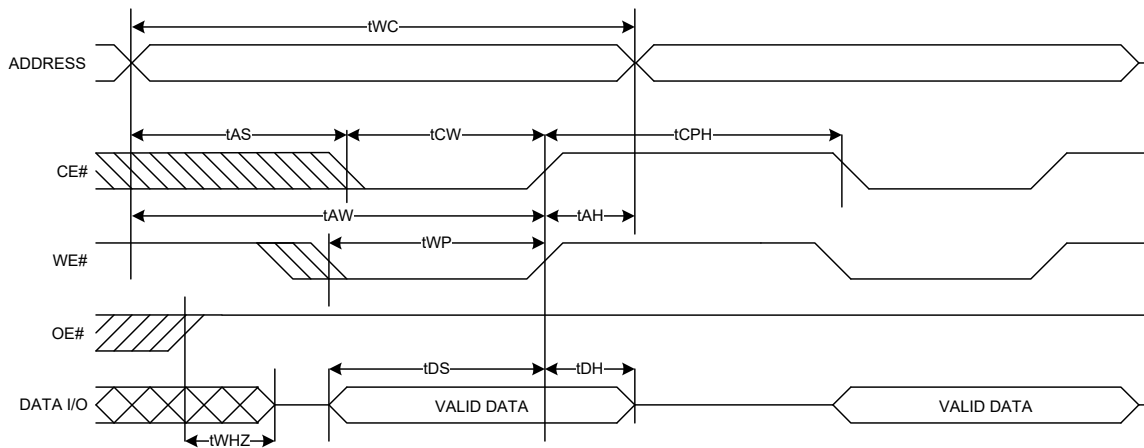 tWC
ADDRESS
tAS tCW tCPH
CE#
tAW tAH
tWP
WE#
OE#
tDS tDH
DATA I/O VALID DATA VALID DATA
tWHZ